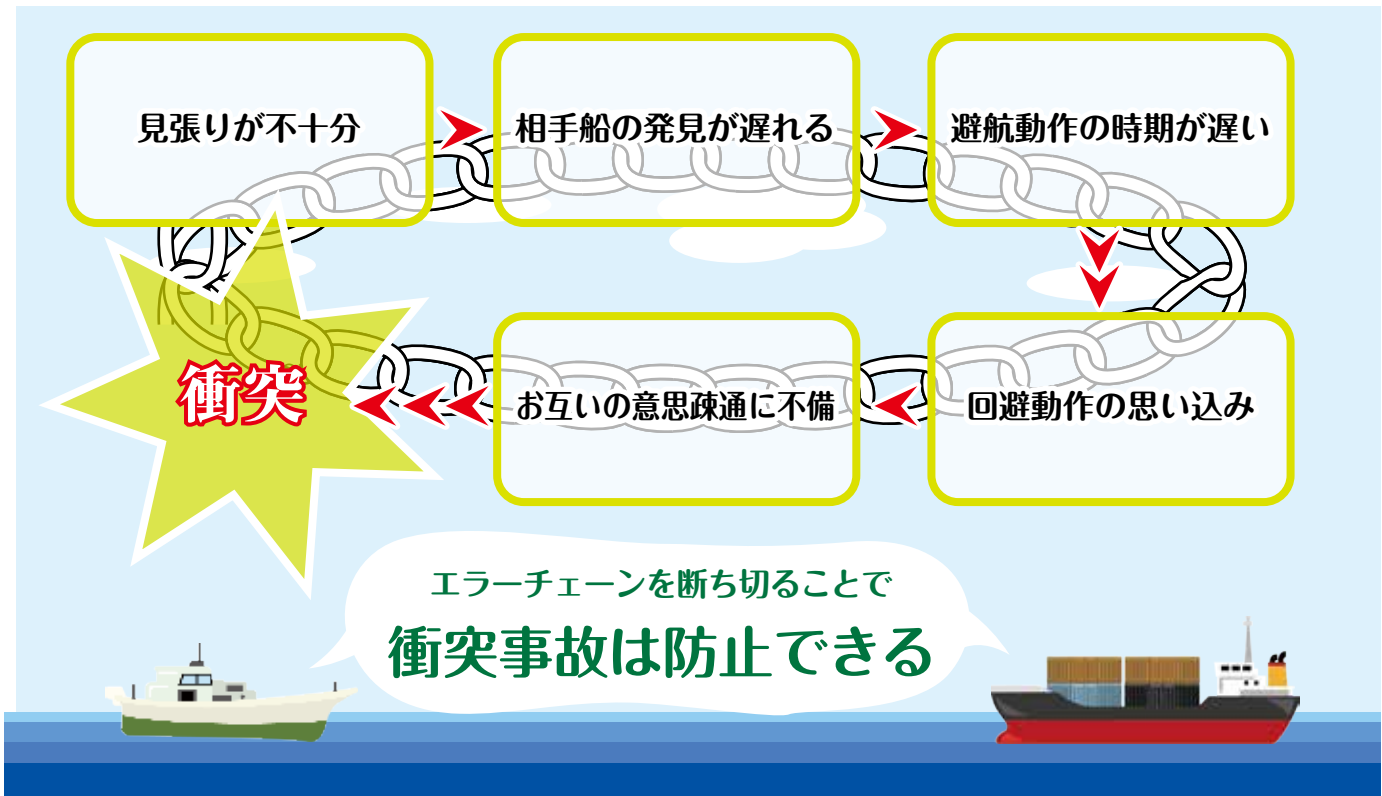 見張りが不十分
相手船の発見が遅れる
避航動作の時期が遅い
回避動作の思い込み
お互いの意思疎通に不備
衝突
エラーチェーンを断ち切ることで
衝突事故は防止できる